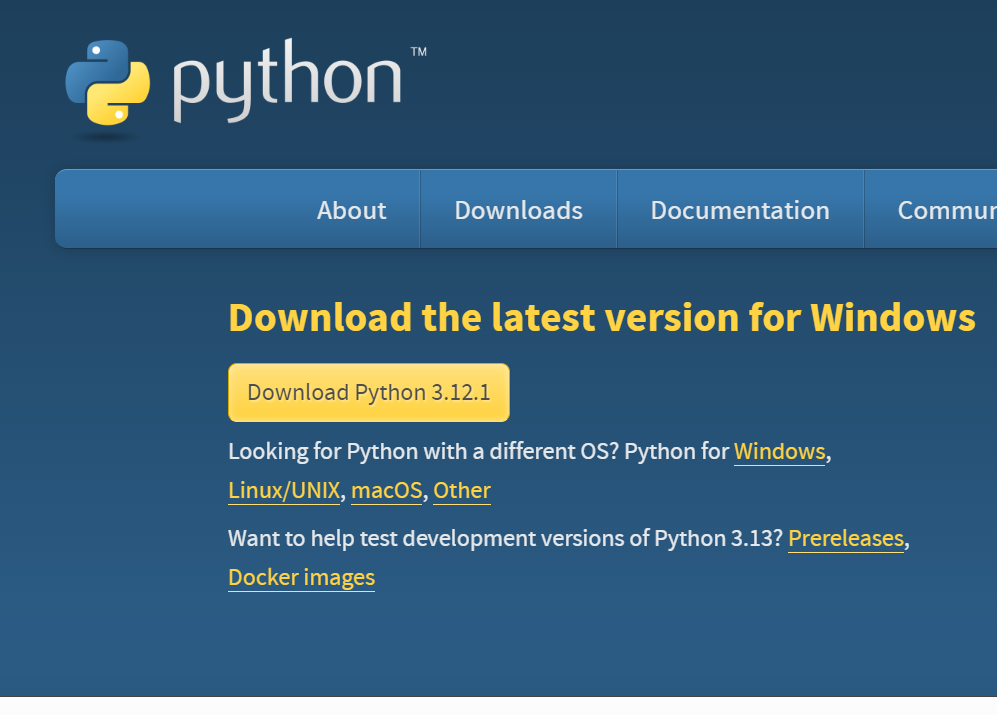 python™
About Downloads Documentation
Download the latest version for Windows
Download Python 3.12.1
Looking for Python with a different OS? Python for Windows,
Linux/UNIX, macOS, Other
Want to help test development versions of Python 3.13? Prereleases,
Docker images